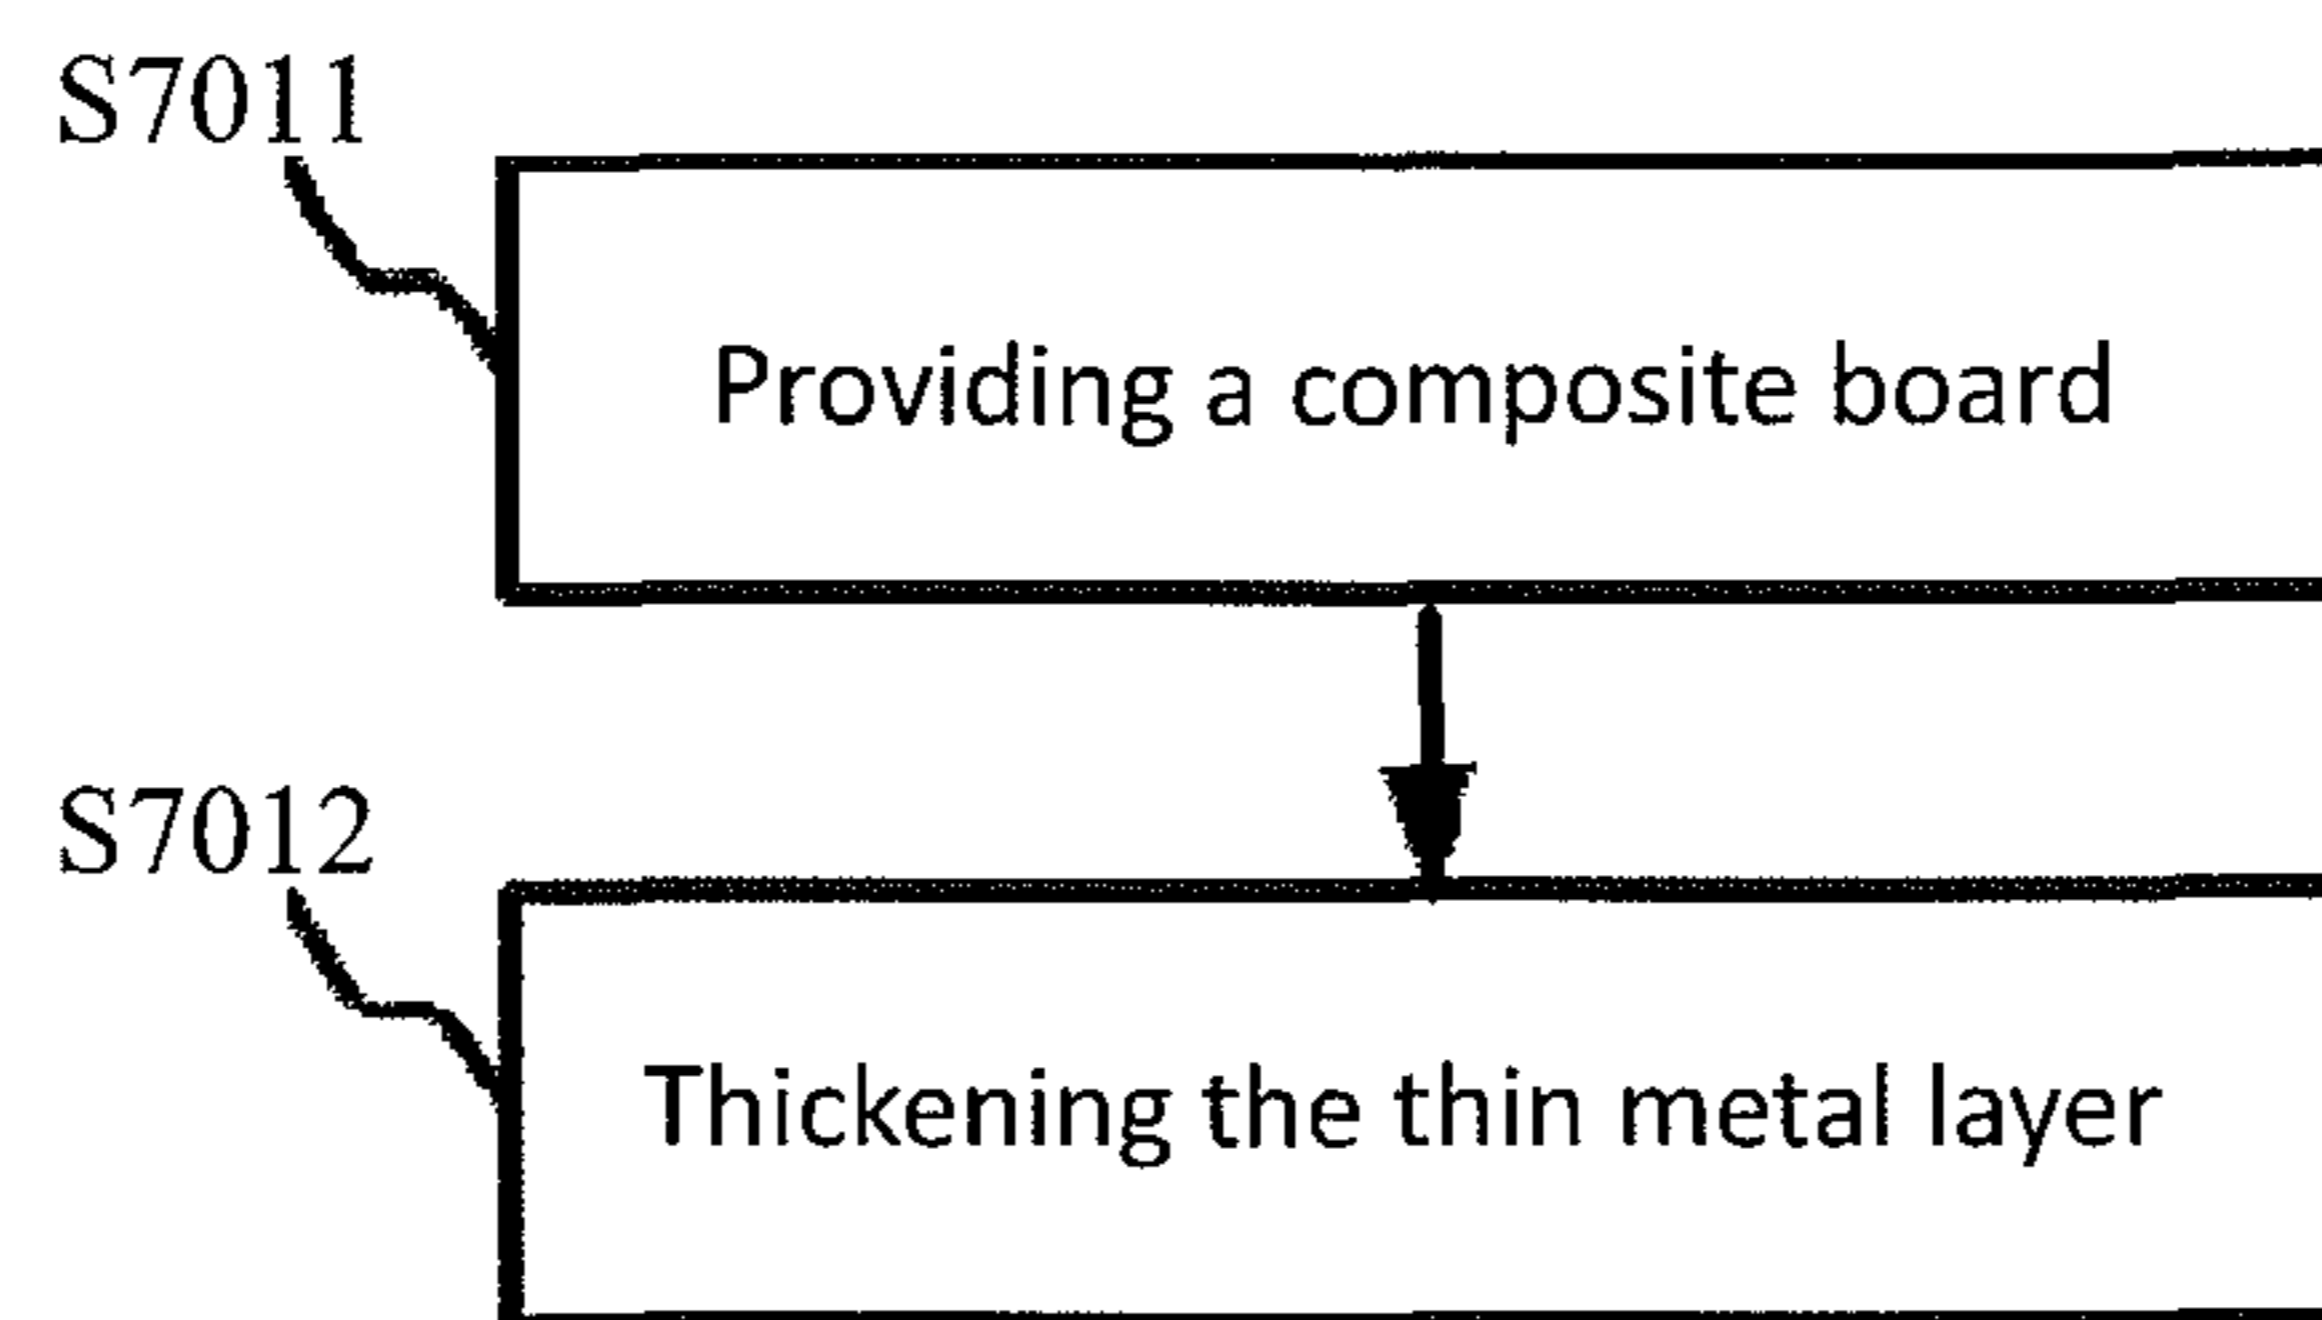 S7011
Providing a composite board
S7012
Thickening the thin metal layer